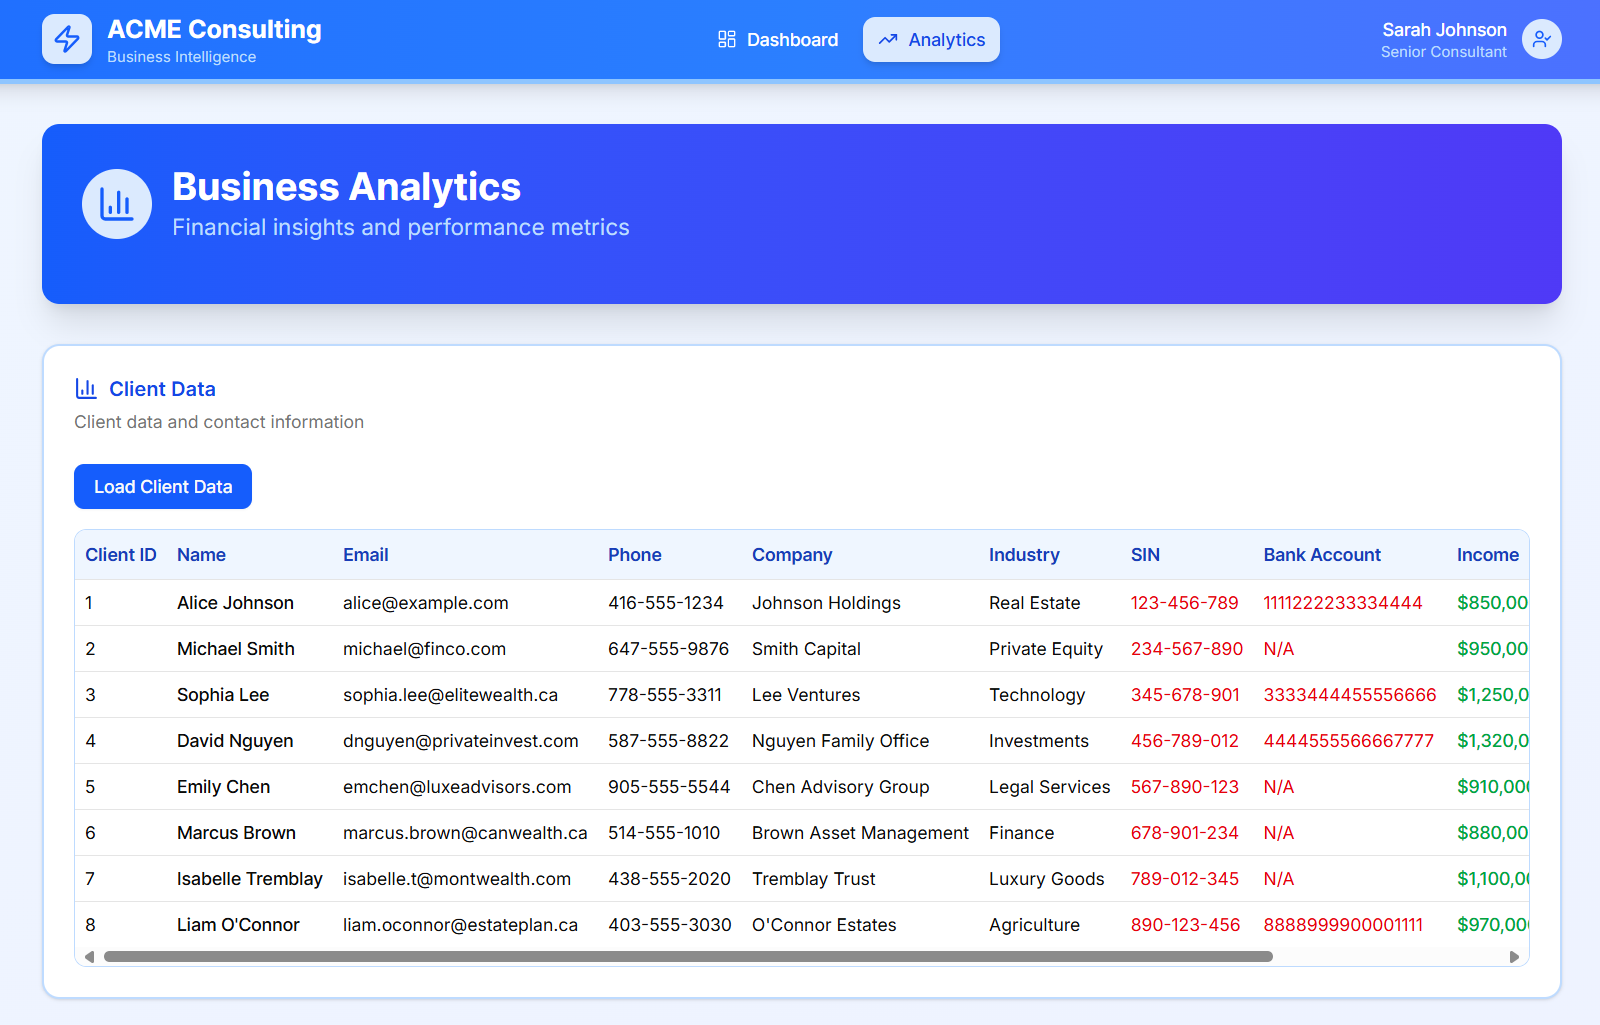 ACME Consulting
Business Intelligence
Dashboard
Analytics
Sarah Johnson
Senior Consultant
Business Analytics
Financial insights and performance metrics
Client Data
Client data and contact information
Load Client Data
Client ID Name Email Phone Company Industry SIN Bank Account Income
1 Alice Johnson alice@example.com 416-555-1234 Johnson Holdings Real Estate 123-456-789 1111222233334444 $850,00
2 Michael Smith michael@finco.com 647-555-9876 Smith Capital Private Equity 234-567-890 N/A $950,00
3 Sophia Lee sophia.lee@elitewealth.ca 778-555-3311 Lee Ventures Technology 345-678-901 3333444455556666 $1,250,0
4 David Nguyen dnguyen@privateinvest.com 587-555-8822 Nguyen Family Office Investments 456-789-012 4444555566667777 $1,320,0
5 Emily Chen emchen@luxeadvisors.com 905-555-5544 Chen Advisory Group Legal Services 567-890-123 N/A $910,000
6 Marcus Brown marcus.brown@canwealth.ca 514-555-1010 Brown Asset Management Finance 678-901-234 N/A $880,00
7 Isabelle Tremblay isabelle.t@montwealth.com 438-555-2020 Tremblay Trust Luxury Goods 789-012-345 N/A $1,100,00
8 Liam O'Connor liam.oconnor@estateplan.ca 403-555-3030 O'Connor Estates Agriculture 890-123-456 8888999900001111 $970,000